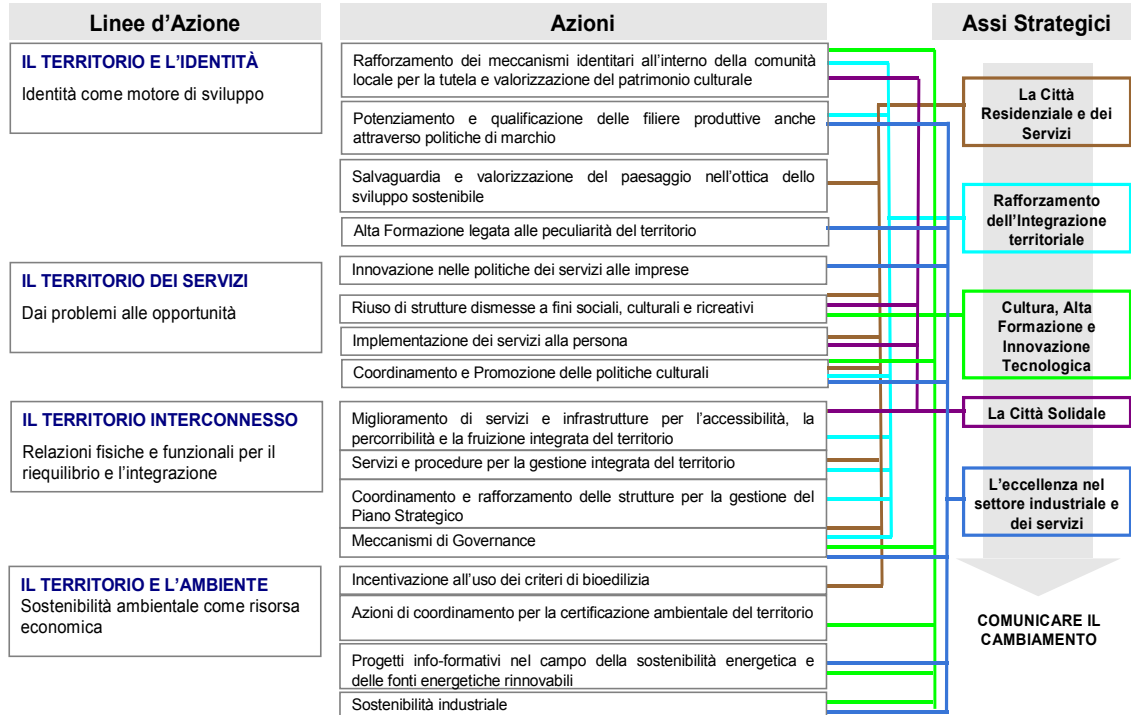 Linee d'Azione
Azioni
Assi Strategici
IL TERRITORIO E L'IDENTITÀ
Identità come motore di sviluppo
Rafforzamento dei meccanismi identitari all'interno della comunità
locale per la tutela e valorizzazione del patrimonio culturale
Potenziamento e qualificazione delle filiere produttive anche
attraverso politiche di marchio
Salvaguardia e valorizzazione del paesaggio nell'ottica dello
sviluppo sostenibile
Alta Formazione legata alle peculiarità del territorio
IL TERRITORIO DEI SERVIZI
Dai problemi alle opportunità
Innovazione nelle politiche dei servizi alle imprese
Riuso di strutture dismesse a fini sociali, culturali e ricreativi
Implementazione dei servizi alla persona
Coordinamento e Promozione delle politiche culturali
IL TERRITORIO INTERCONNESSO
Relazioni fisiche e funzionali per il
riequilibrio e l'integrazione
Miglioramento di servizi e infrastrutture per l'accessibilità, la
percorribilità e la fruizione integrata del territorio
Servizi e procedure per la gestione integrata del territorio
Coordinamento e rafforzamento delle strutture per la gestione del
Piano Strategico
Meccanismi di Governance
IL TERRITORIO E L'AMBIENTE
Sostenibilità ambientale come risorsa
economica
Incentivazione all'uso dei criteri di bioedilizia
Azioni di coordinamento per la certificazione ambientale del territorio
Progetti info-formativi nel campo della sostenibilità energetica e
delle fonti energetiche rinnovabili
Sostenibilità industriale
La Città
Residenziale e dei
Servizi
Rafforzamento
dell'Integrazione
territoriale
Cultura, Alta
Formazione e
Innovazione
Tecnologica
La Città Solidale
L'eccellenza nel
settore industriale e
dei servizi
COMUNICARE IL
CAMBIAMENTO